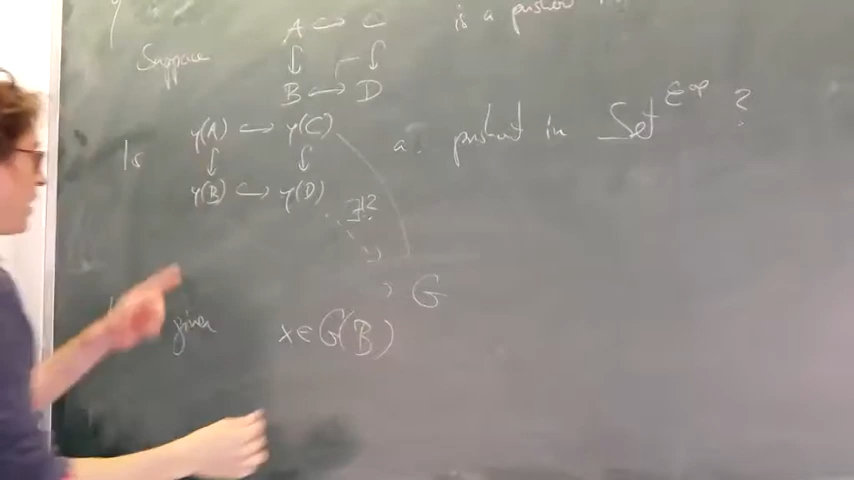 A ↪ C is a pushout
Suppose
B ↪ D
Is y(A) ↪ y(C) a pushout in Set^{ℰ^{op}} ?
y(B) ↪ y(D)
∃!?
G
given x ∈ G(B)